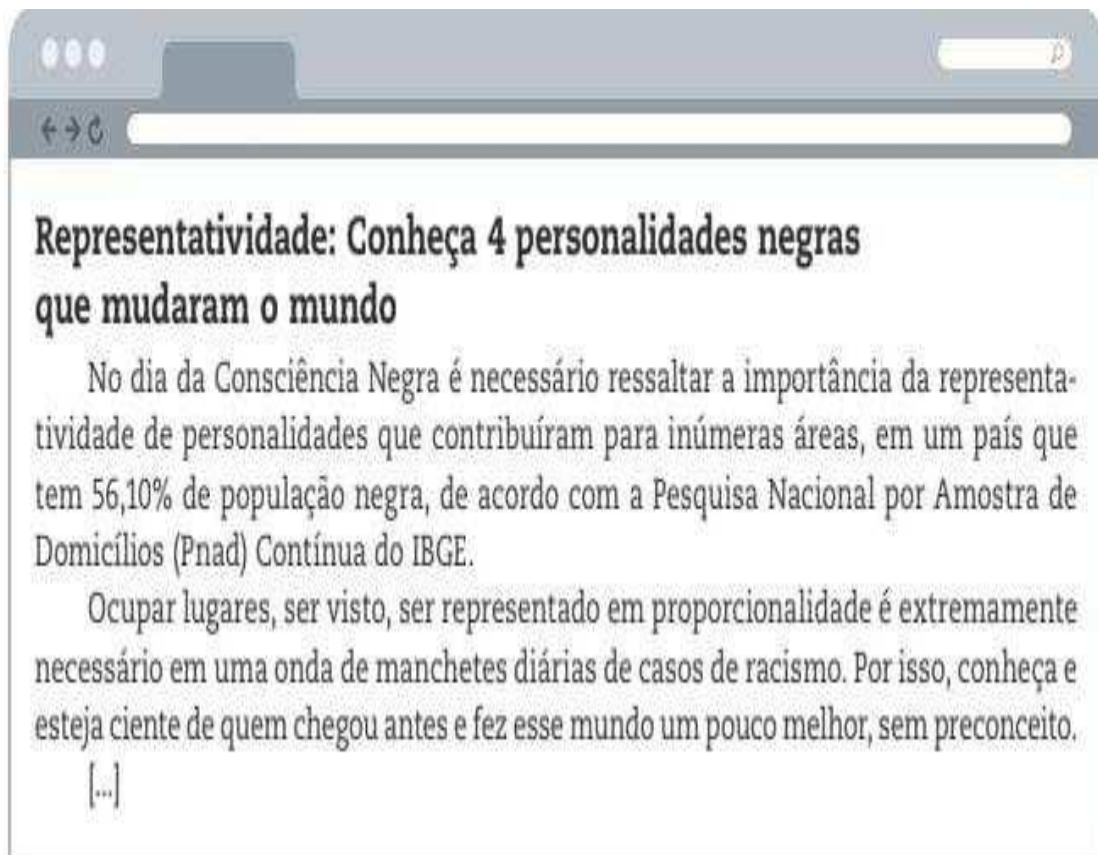 Representatividade: Conheça 4 personalidades negras
que mudaram o mundo
No dia da Consciência Negra é necessário ressaltar a importância da representa-
tividade de personalidades que contribuíram para inúmeras áreas, em um país que
tem 56,10% de população negra, de acordo com a Pesquisa Nacional por Amostra de
Domicílios (Pnad) Contínua do IBGE.
Ocupar lugares, ser visto, ser representado em proporcionalidade é extremamente
necessário em uma onda de manchetes diárias de casos de racismo. Por isso, conheça e
esteja ciente de quem chegou antes e fez esse mundo um pouco melhor, sem preconceito.
[...]